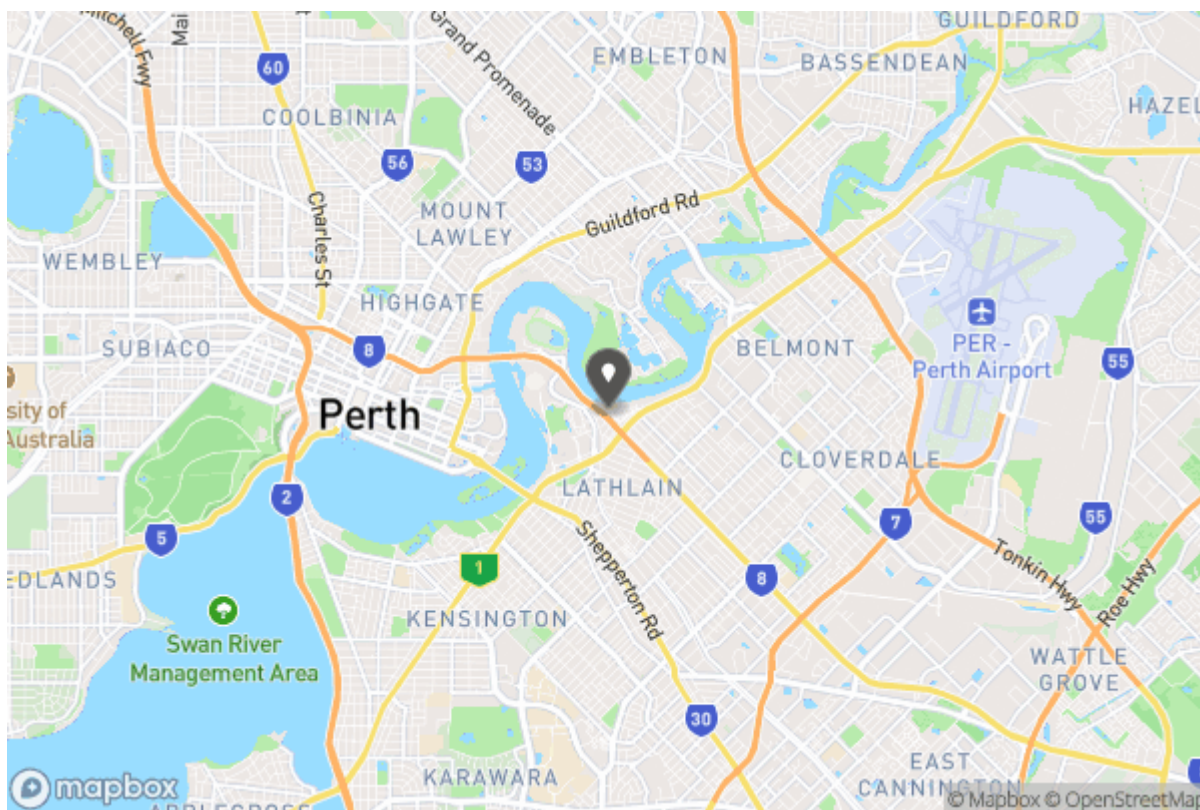 GUILDFORD
Mitchell Fwy
Mai
Grand Promenade
EMBLETON
BASSENDEAN
60
HAZEL
COOLBINIA
56
53
Charles St
MOUNT
LAWLEY
Guildford Rd
WEMBLEY
HIGHGATE
SUBIACO
8
BELMONT
PER -
Perth Airport
55
sity of
Australia
Perth
CLOVERDALE
LATHLAIN
2
5
7
55
1
Shepperton Rd
8
Tonkin Hwy
Roe Hwy
EDLANDS
KENSINGTON
Swan River
Management Area
WATTLE
GROVE
30
KARAWARA
EAST
CANNINGTON
mapbox
© Mapbox © OpenStreetMap